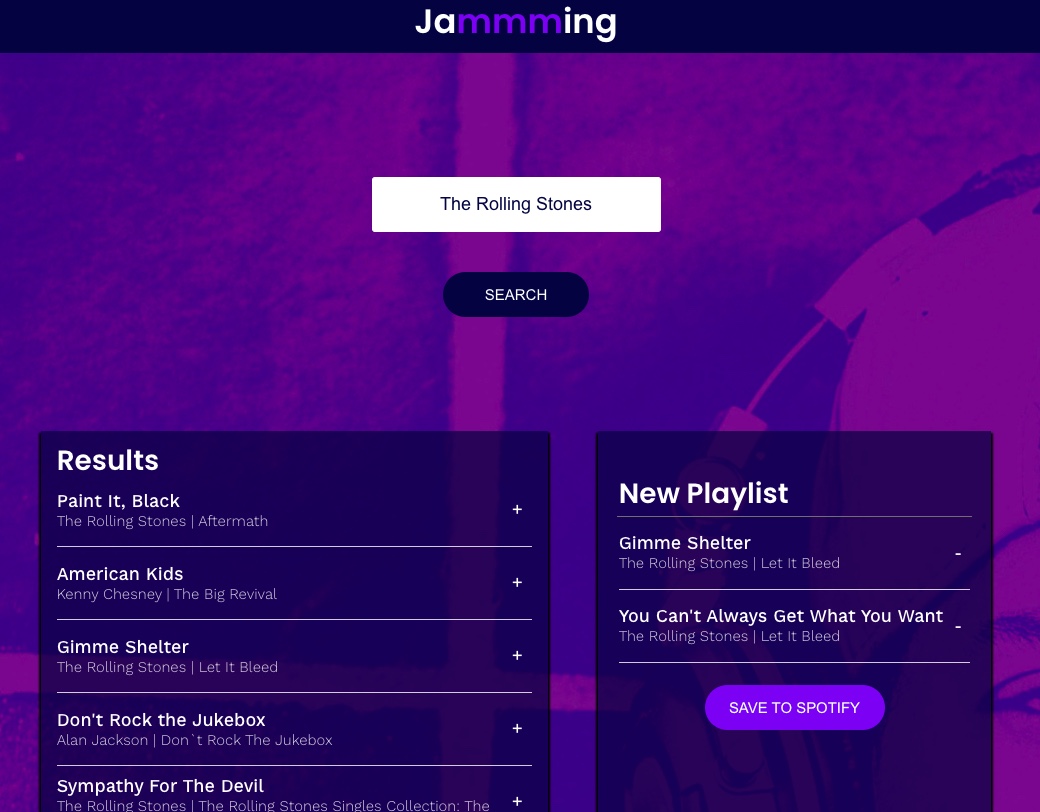 Jammming
The Rolling Stones
SEARCH
Results
Paint It, Black
The Rolling Stones | Aftermath
+
American Kids
Kenny Chesney | The Big Revival
+
Gimme Shelter
The Rolling Stones | Let It Bleed
+
Don't Rock the Jukebox
Alan Jackson | Don`t Rock The Jukebox
+
Sympathy For The Devil
The Rolling Stones | The Rolling Stones Singles Collection: The
+
New Playlist
Gimme Shelter
The Rolling Stones | Let It Bleed
-
You Can't Always Get What You Want
The Rolling Stones | Let It Bleed
-
SAVE TO SPOTIFY